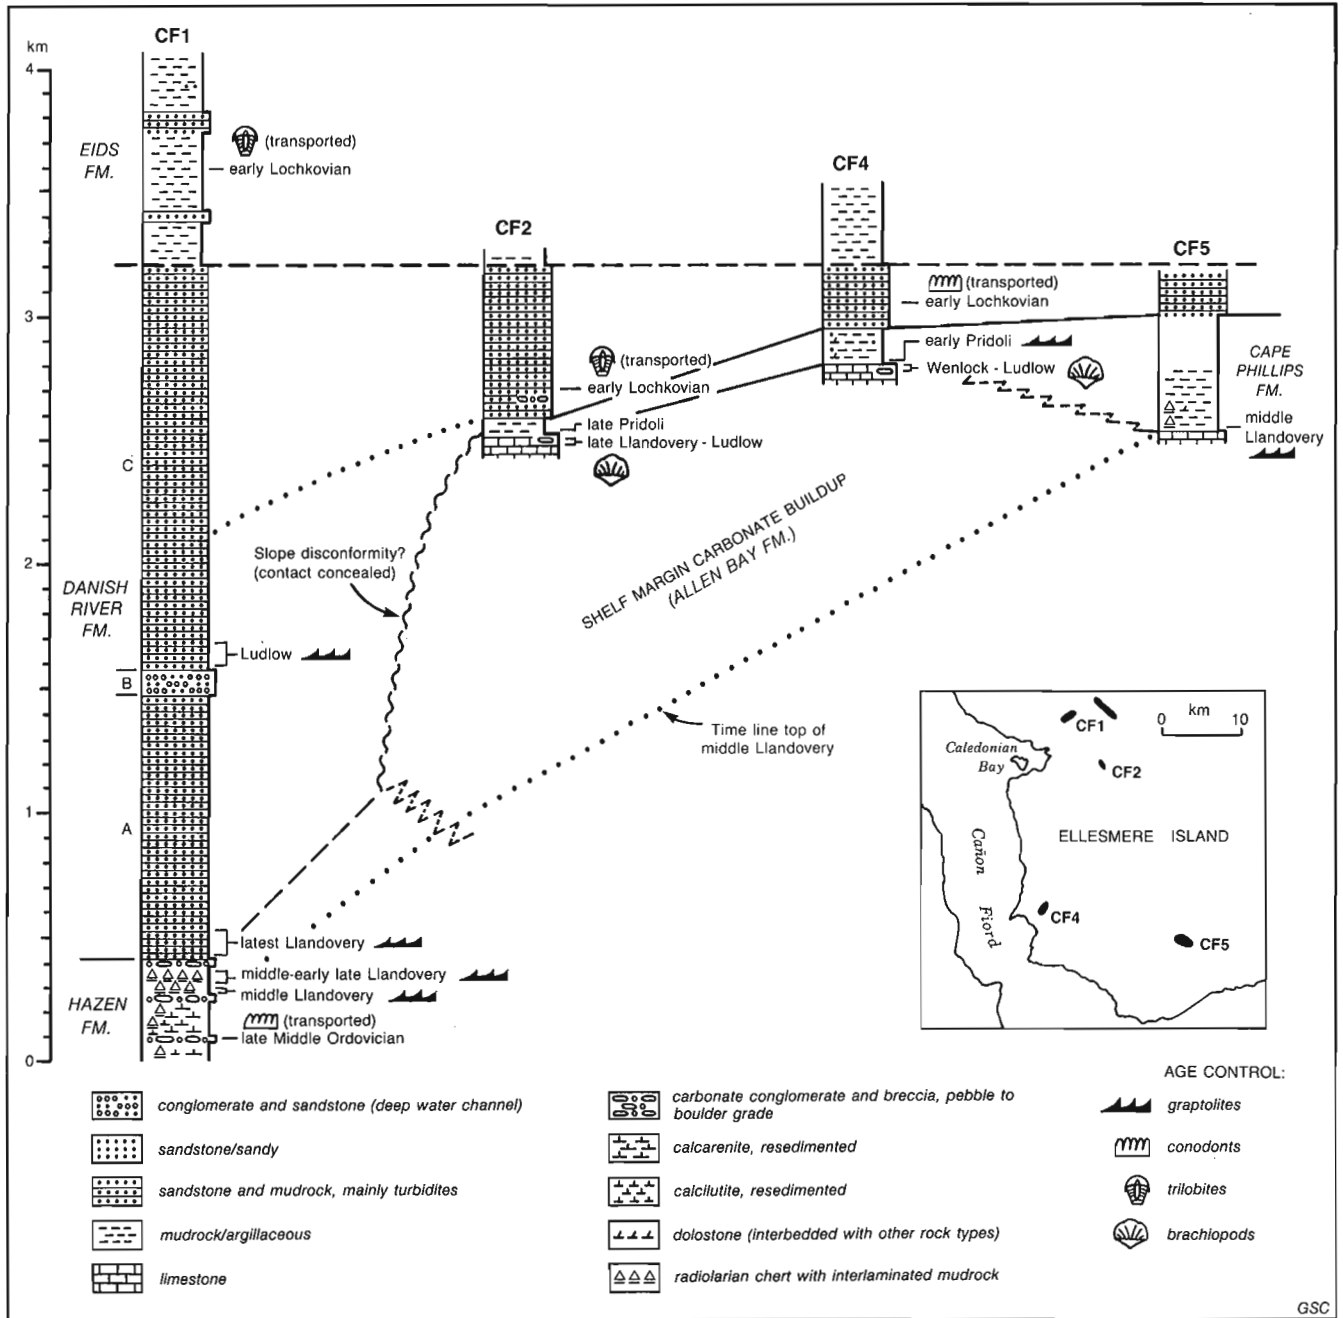 km
CF1
4
EIDS
FM.
(transported)
early Lochkovian
CF2
CF4
CF5
3
(transported)
early Lochkovian
early Pridoli
Wenlock - Ludlow
CAPE
PHILLIPS
FM.
middle
Llandovery
(transported)
early Lochkovian
late Pridoli
late Llandovery - Ludlow
C
2
DANISH
RIVER
FM.
Slope disconformity?
(contact concealed)
SHELF MARGIN CARBONATE BUILDUP
(ALLEN BAY FM.)
Ludlow
B
Time line top of
middle Llandovery
1
A
latest Llandovery
middle-early late Llandovery
middle Llandovery
HAZEN
FM.
(transported)
late Middle Ordovician
0
km
0 10
CF1
Caledonian
Bay
CF2
ELLESMERE ISLAND
Cañon
Fiord
CF4
CF5
conglomerate and sandstone (deep water channel)
sandstone/sandy
sandstone and mudrock, mainly turbidites
mudrock/argillaceous
limestone
carbonate conglomerate and breccia, pebble to
boulder grade
calcarenite, resedimented
calcilutite, resedimented
dolostone (interbedded with other rock types)
radiolarian chert with interlaminated mudrock
AGE CONTROL:
graptolites
conodonts
trilobites
brachiopods
GSC